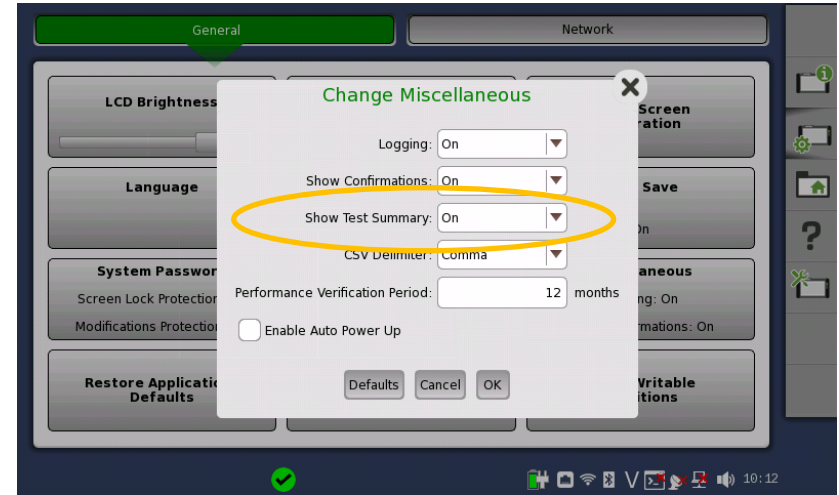 General
Network
LCD Brightness
Screen
ration
Change Miscellaneous
Logging: On
Show Confirmations: On
Show Test Summary: On
CSV Delimiter: Comma
Performance Verification Period: 12 months
Enable Auto Power Up
Defaults Cancel OK
Language
Save
On
System Passwor
Screen Lock Protection
Modifications Protection
aneous
ng: On
rmations: On
Restore Applicatio
Defaults
Writable
itions
?
10:12